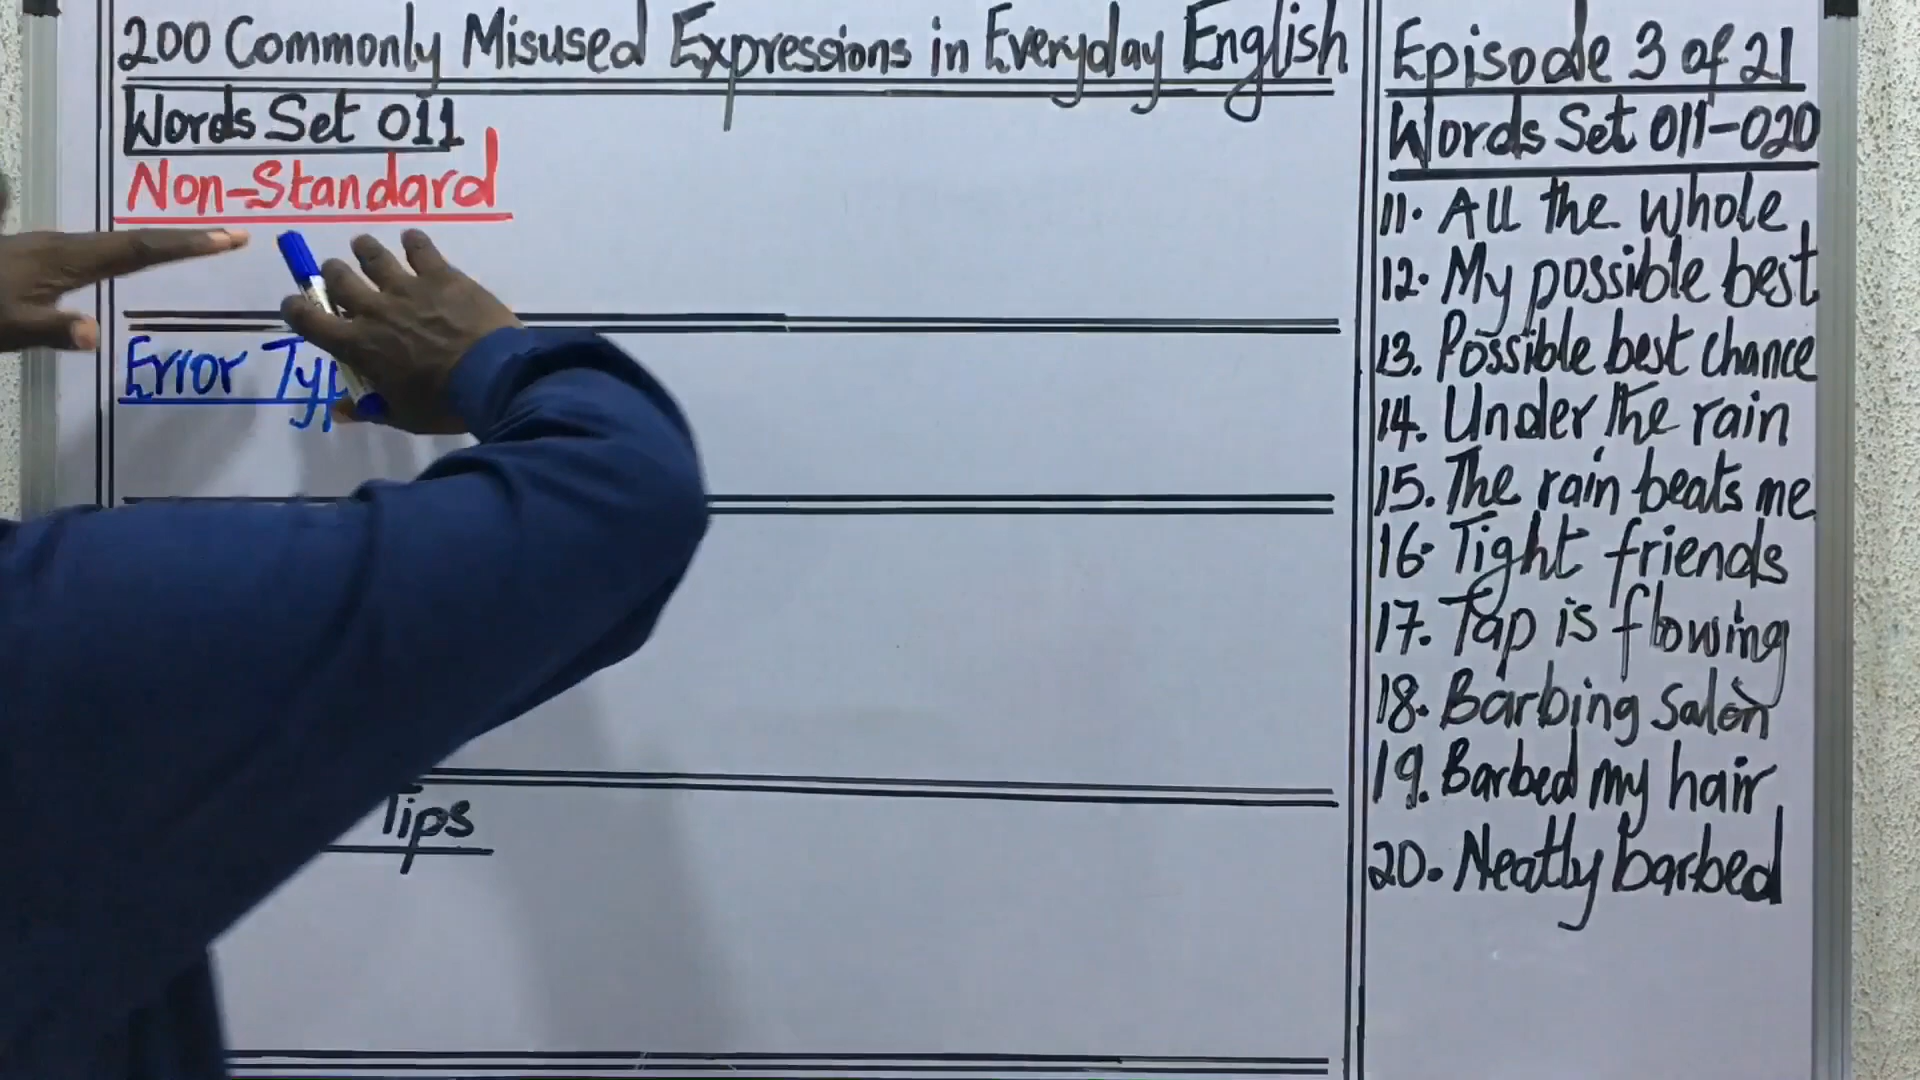 200 Commonly Misused Expressions in Everyday English
Words Set 011
Non-Standard
Error Typ
Tips
Episode 3 of 21
Words Set 011-020
11. All the whole
12. My possible best
13. Possible best chance
14. Under the rain
15. The rain beats me
16. Tight friends
17. Tap is flowing
18. Barbing salon
19. Barbed my hair
20. Neatly barbed